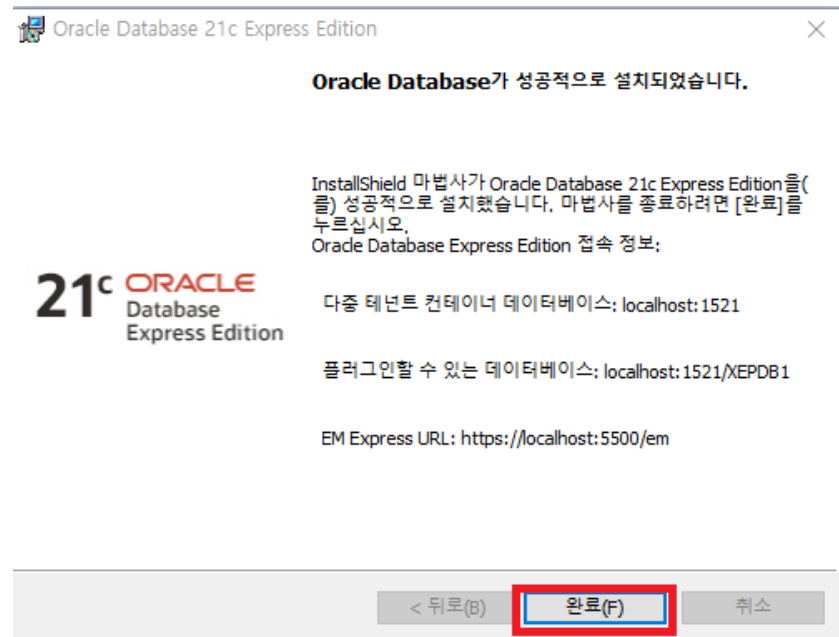 Oracle Database 21c Express Edition
Oracle Database가 성공적으로 설치되었습니다.
InstallShield 마법사가 Oracle Database 21c Express Edition을(
를) 성공적으로 설치했습니다. 마법사를 종료하려면 [완료]를
누르십시오.
Oracle Database Express Edition 접속 정보:
21c ORACLE
Database
Express Edition
다중 테넌트 컨테이너 데이터베이스: localhost:1521
플러그인할 수 있는 데이터베이스: localhost:1521/XEPDB1
EM Express URL: https://localhost:5500/em
< 뒤로(B)
완료(F)
취소